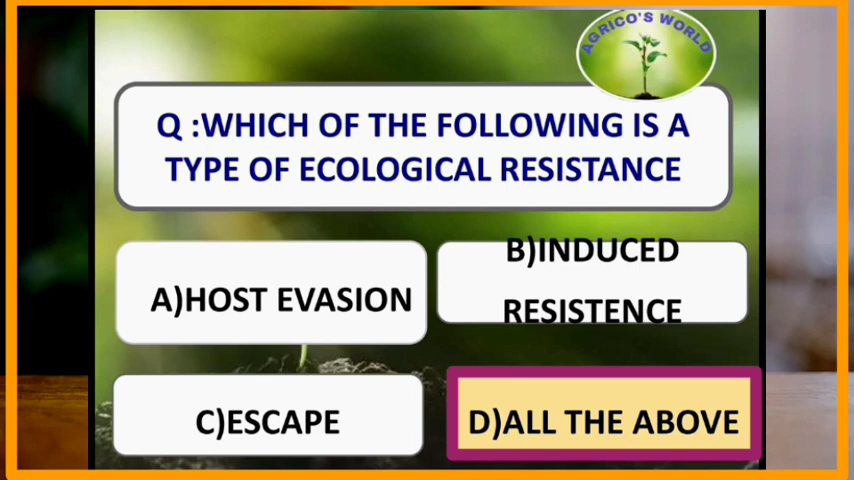 AGRICO'S WORLD
Q :WHICH OF THE FOLLOWING IS A
TYPE OF ECOLOGICAL RESISTANCE
A)HOST EVASION
B)INDUCED
RESISTENCE
C)ESCAPE
D)ALL THE ABOVE